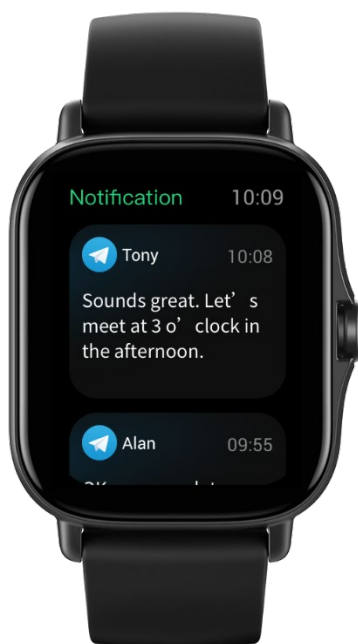 Notification 10:09
Tony 10:08
Sounds great. Let’ s
meet at 3 o’ clock in
the afternoon.
Alan 09:55